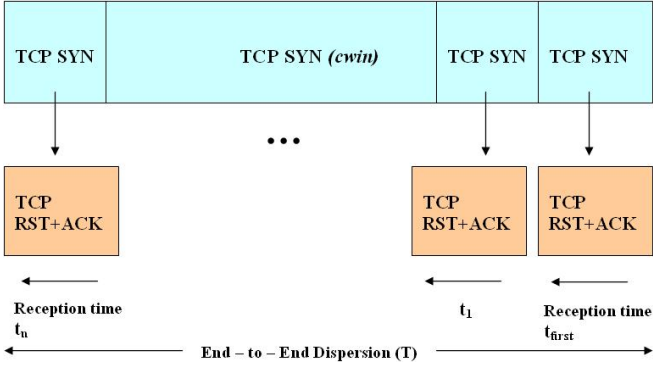 TCP SYN
TCP SYN (cwin)
TCP SYN
TCP SYN
...
TCP
RST+ACK
TCP
RST+ACK
TCP
RST+ACK
Reception time
tn
t1
Reception time
tfirst
End – to – End Dispersion (T)